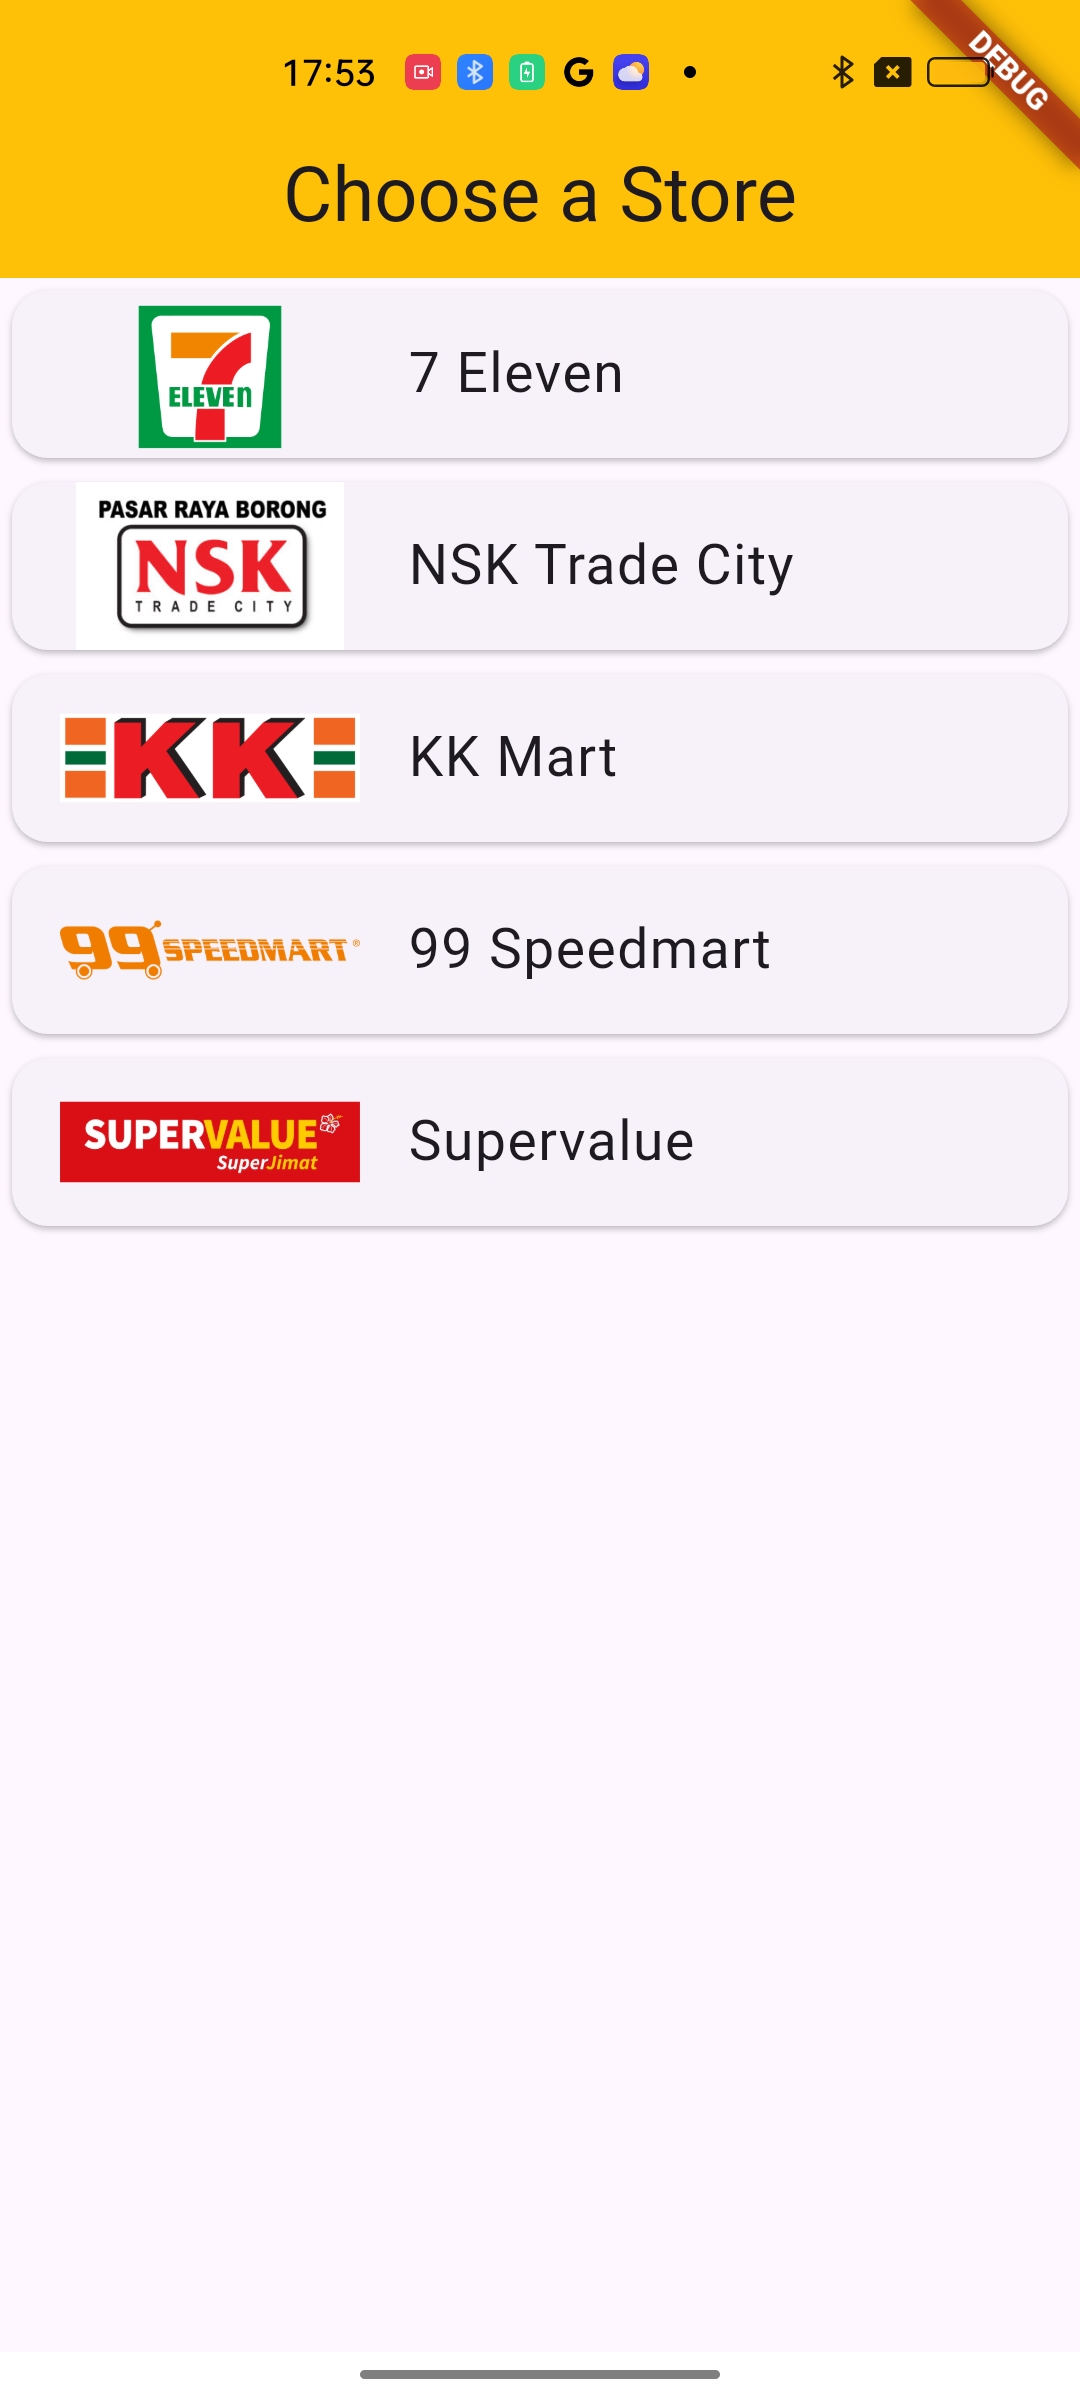 17:53
DEBUG
Choose a Store
7
ELEVEn
7 Eleven
PASAR RAYA BORONG
NSK
TRADE CITY
NSK Trade City
KK
KK Mart
99 SPEEDMART®
99 Speedmart
SUPERVALUE
SuperJimat
Supervalue